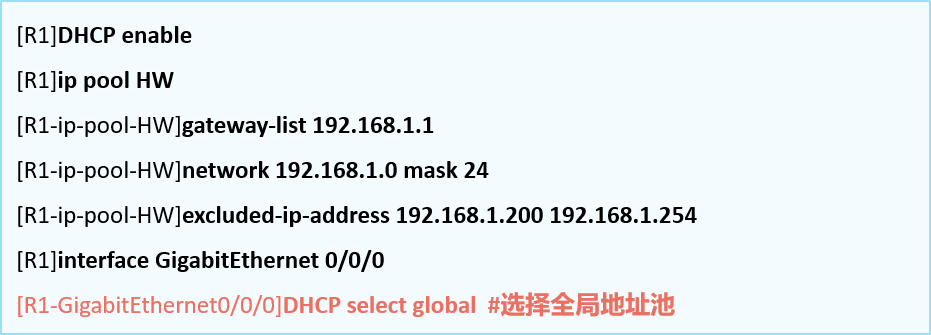 [R1]DHCP enable
[R1]ip pool HW
[R1-ip-pool-HW]gateway-list 192.168.1.1
[R1-ip-pool-HW]network 192.168.1.0 mask 24
[R1-ip-pool-HW]excluded-ip-address 192.168.1.200 192.168.1.254
[R1]interface GigabitEthernet 0/0/0
[R1-GigabitEthernet0/0/0]DHCP select global  #选择全局地址池